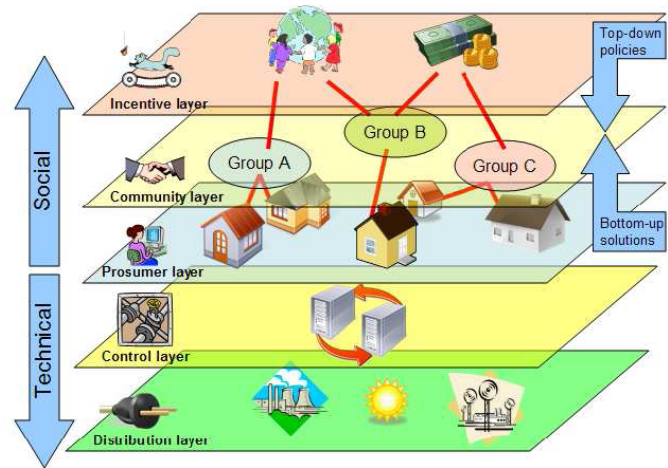 Top-down
policies
Incentive layer
Group B
Group A
Group C
Community layer
Social
Bottom-up
solutions
Prosumer layer
Technical
Control layer
Distribution layer